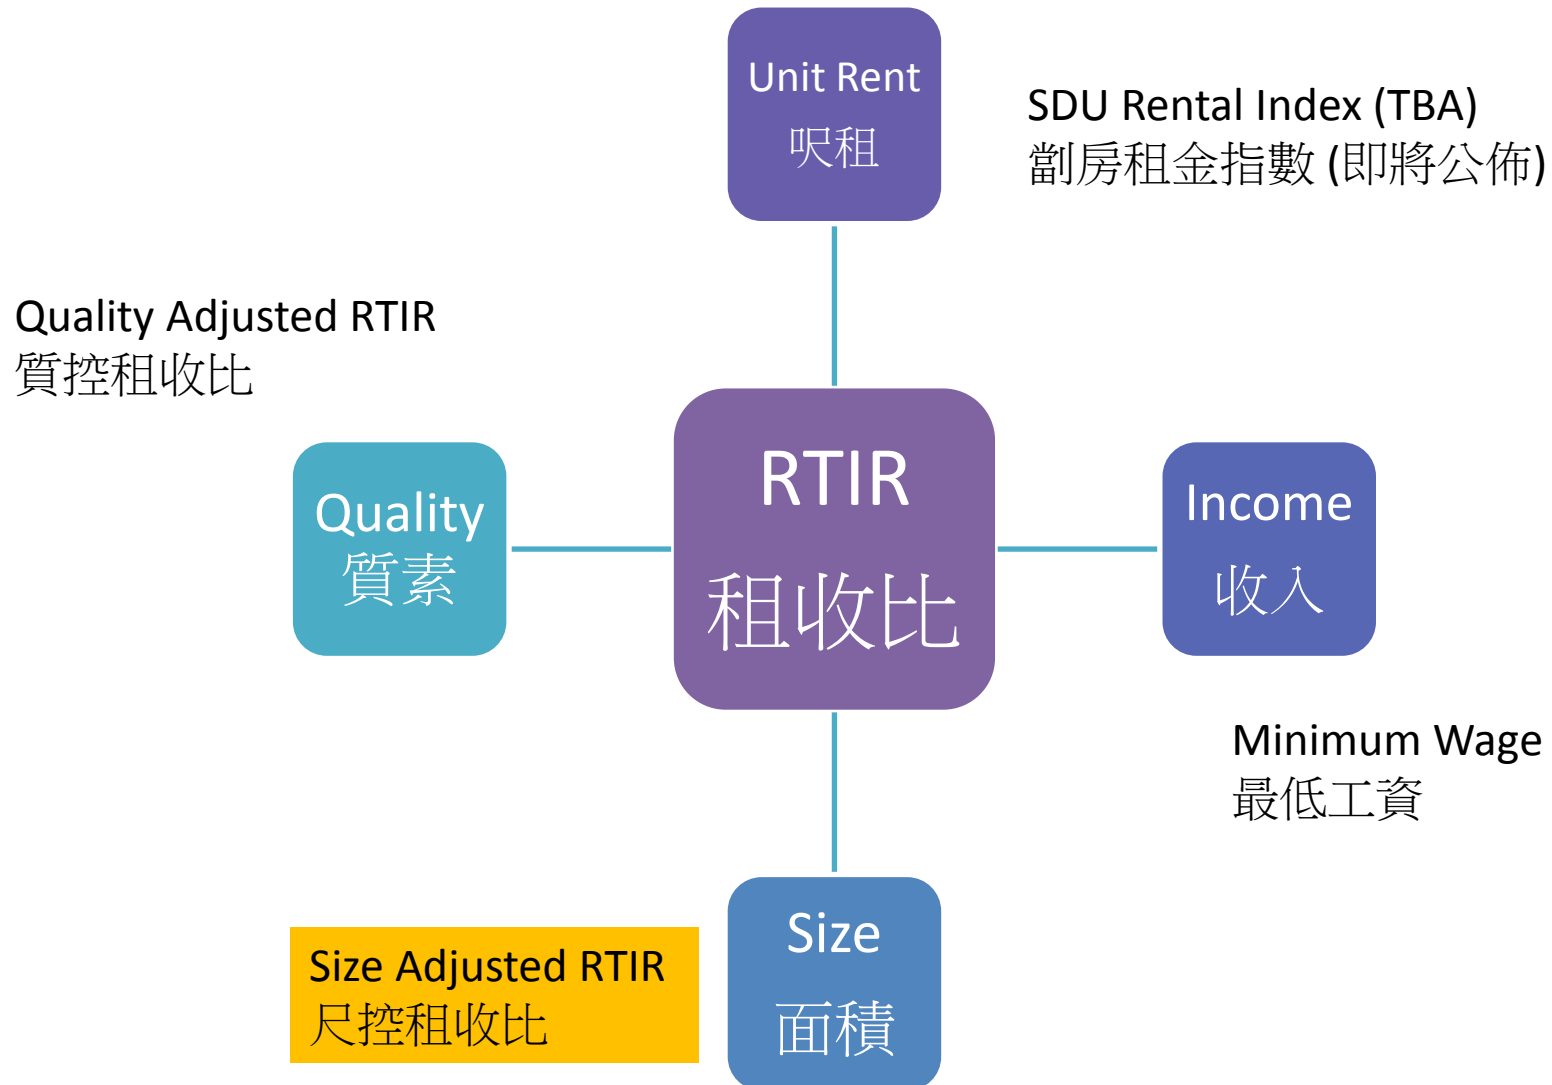 Unit Rent
呎租
SDU Rental Index (TBA)
劏房租金指數 (即將公佈)
Quality Adjusted RTIR
質控租收比
Quality
質素
RTIR
租收比
Income
收入
Minimum Wage
最低工資
Size Adjusted RTIR
尺控租收比
Size
面積